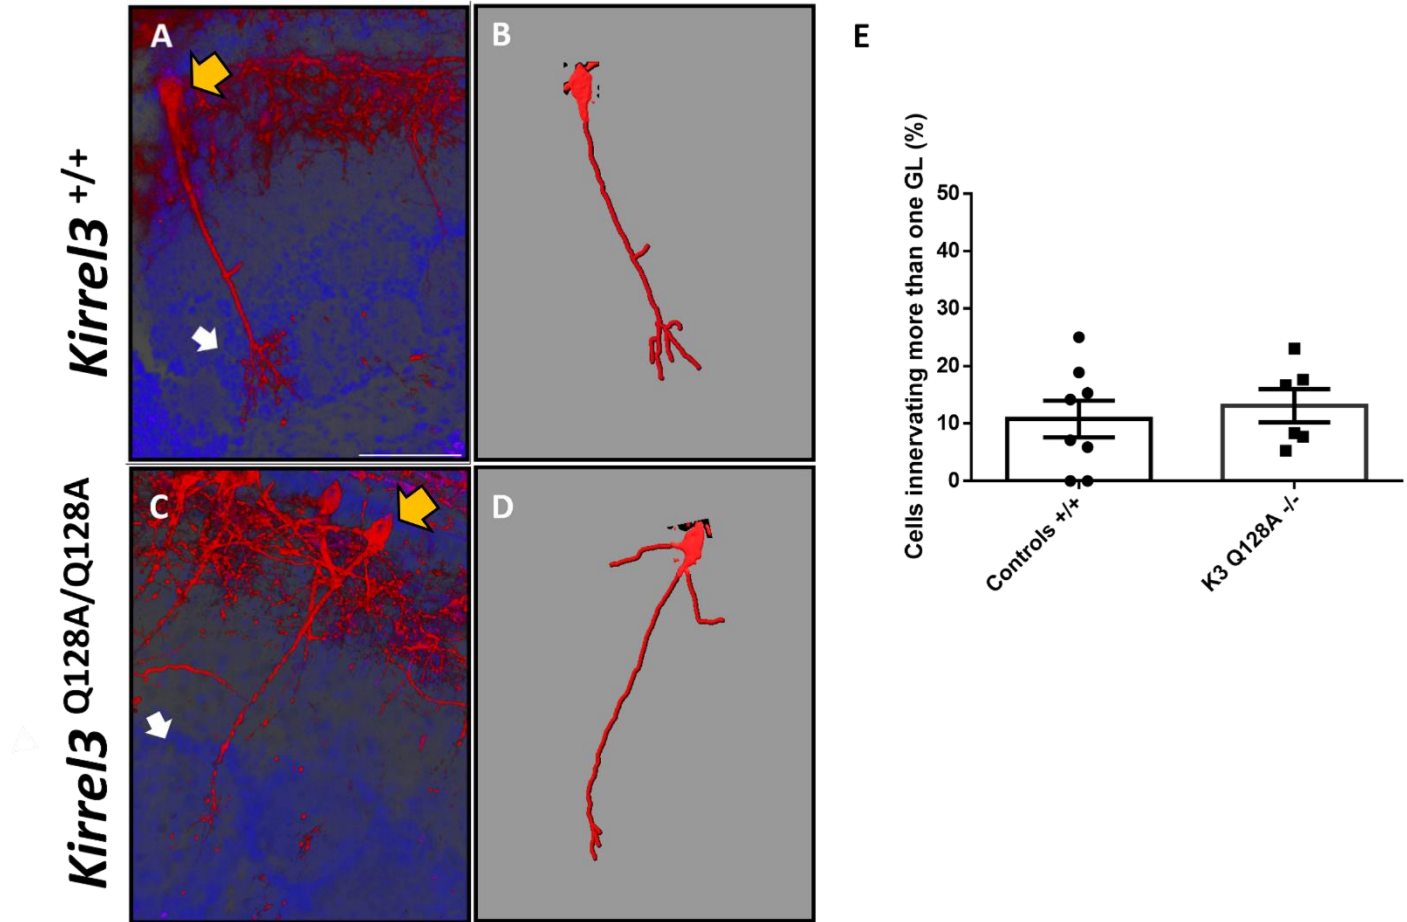 A
B
E
Kirrel3 +/+
C
D
Kirrel3 Q128A/Q128A
Cells innervating more than one GL (%)
50
40
30
20
10
0
Controls +/+
K3 Q128A -/-